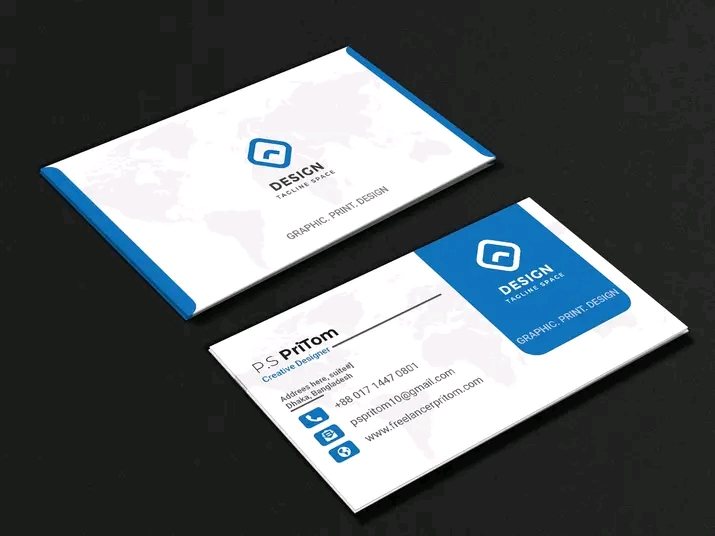 DESIGN
TAGLINE SPACE
GRAPHIC. PRINT. DESIGN
DESIGN
TAGLINE SPACE
GRAPHIC. PRINT. DESIGN
P.S PriTom
Creative Designer
Addrees here, suite#j
Dhaka, Bangladesh
+88 017 1447 0801
pspritom10@gmail.com
www.freelancerpritom.com